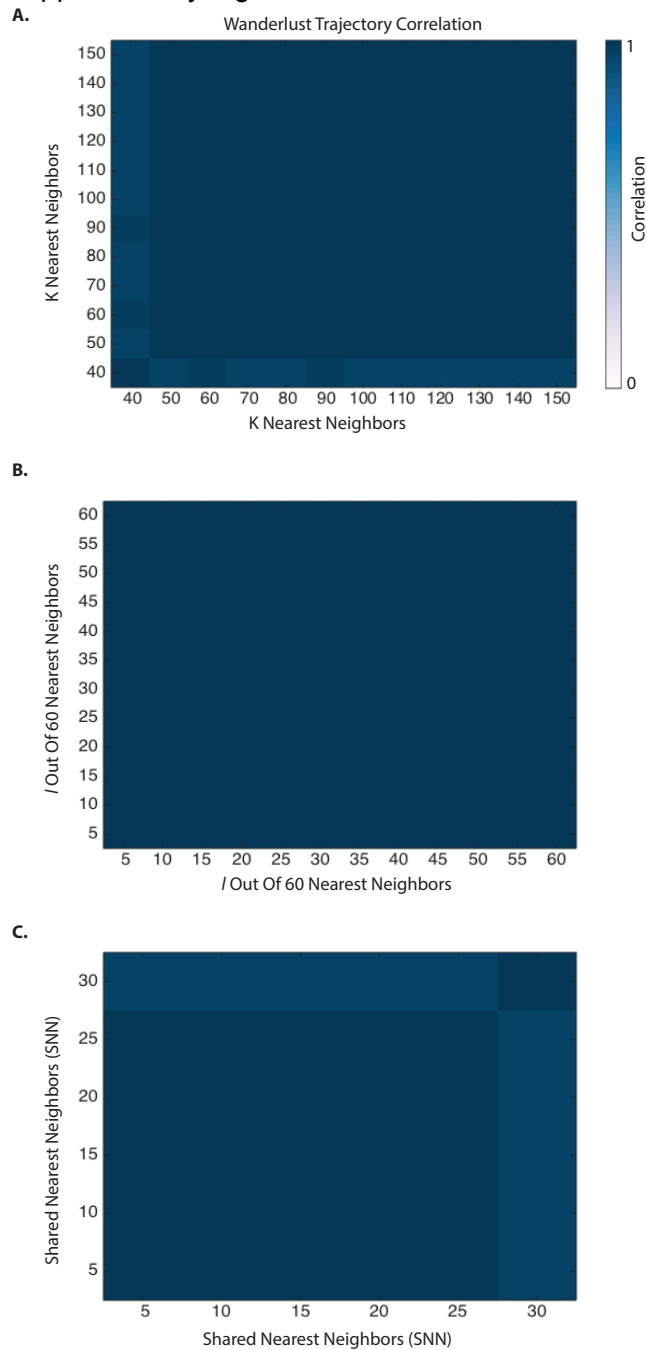 A.
Wanderlust Trajectory Correlation
150
140
130
120
110
100
90
80
70
60
50
40
K Nearest Neighbors
40 50 60 70 80 90 100 110 120 130 140 150
K Nearest Neighbors
1
0
Correlation
B.
60
55
50
45
40
35
30
25
20
15
10
5
l Out Of 60 Nearest Neighbors
5 10 15 20 25 30 35 40 45 50 55 60
l Out Of 60 Nearest Neighbors
C.
30
25
20
15
10
5
Shared Nearest Neighbors (SNN)
5 10 15 20 25 30
Shared Nearest Neighbors (SNN)